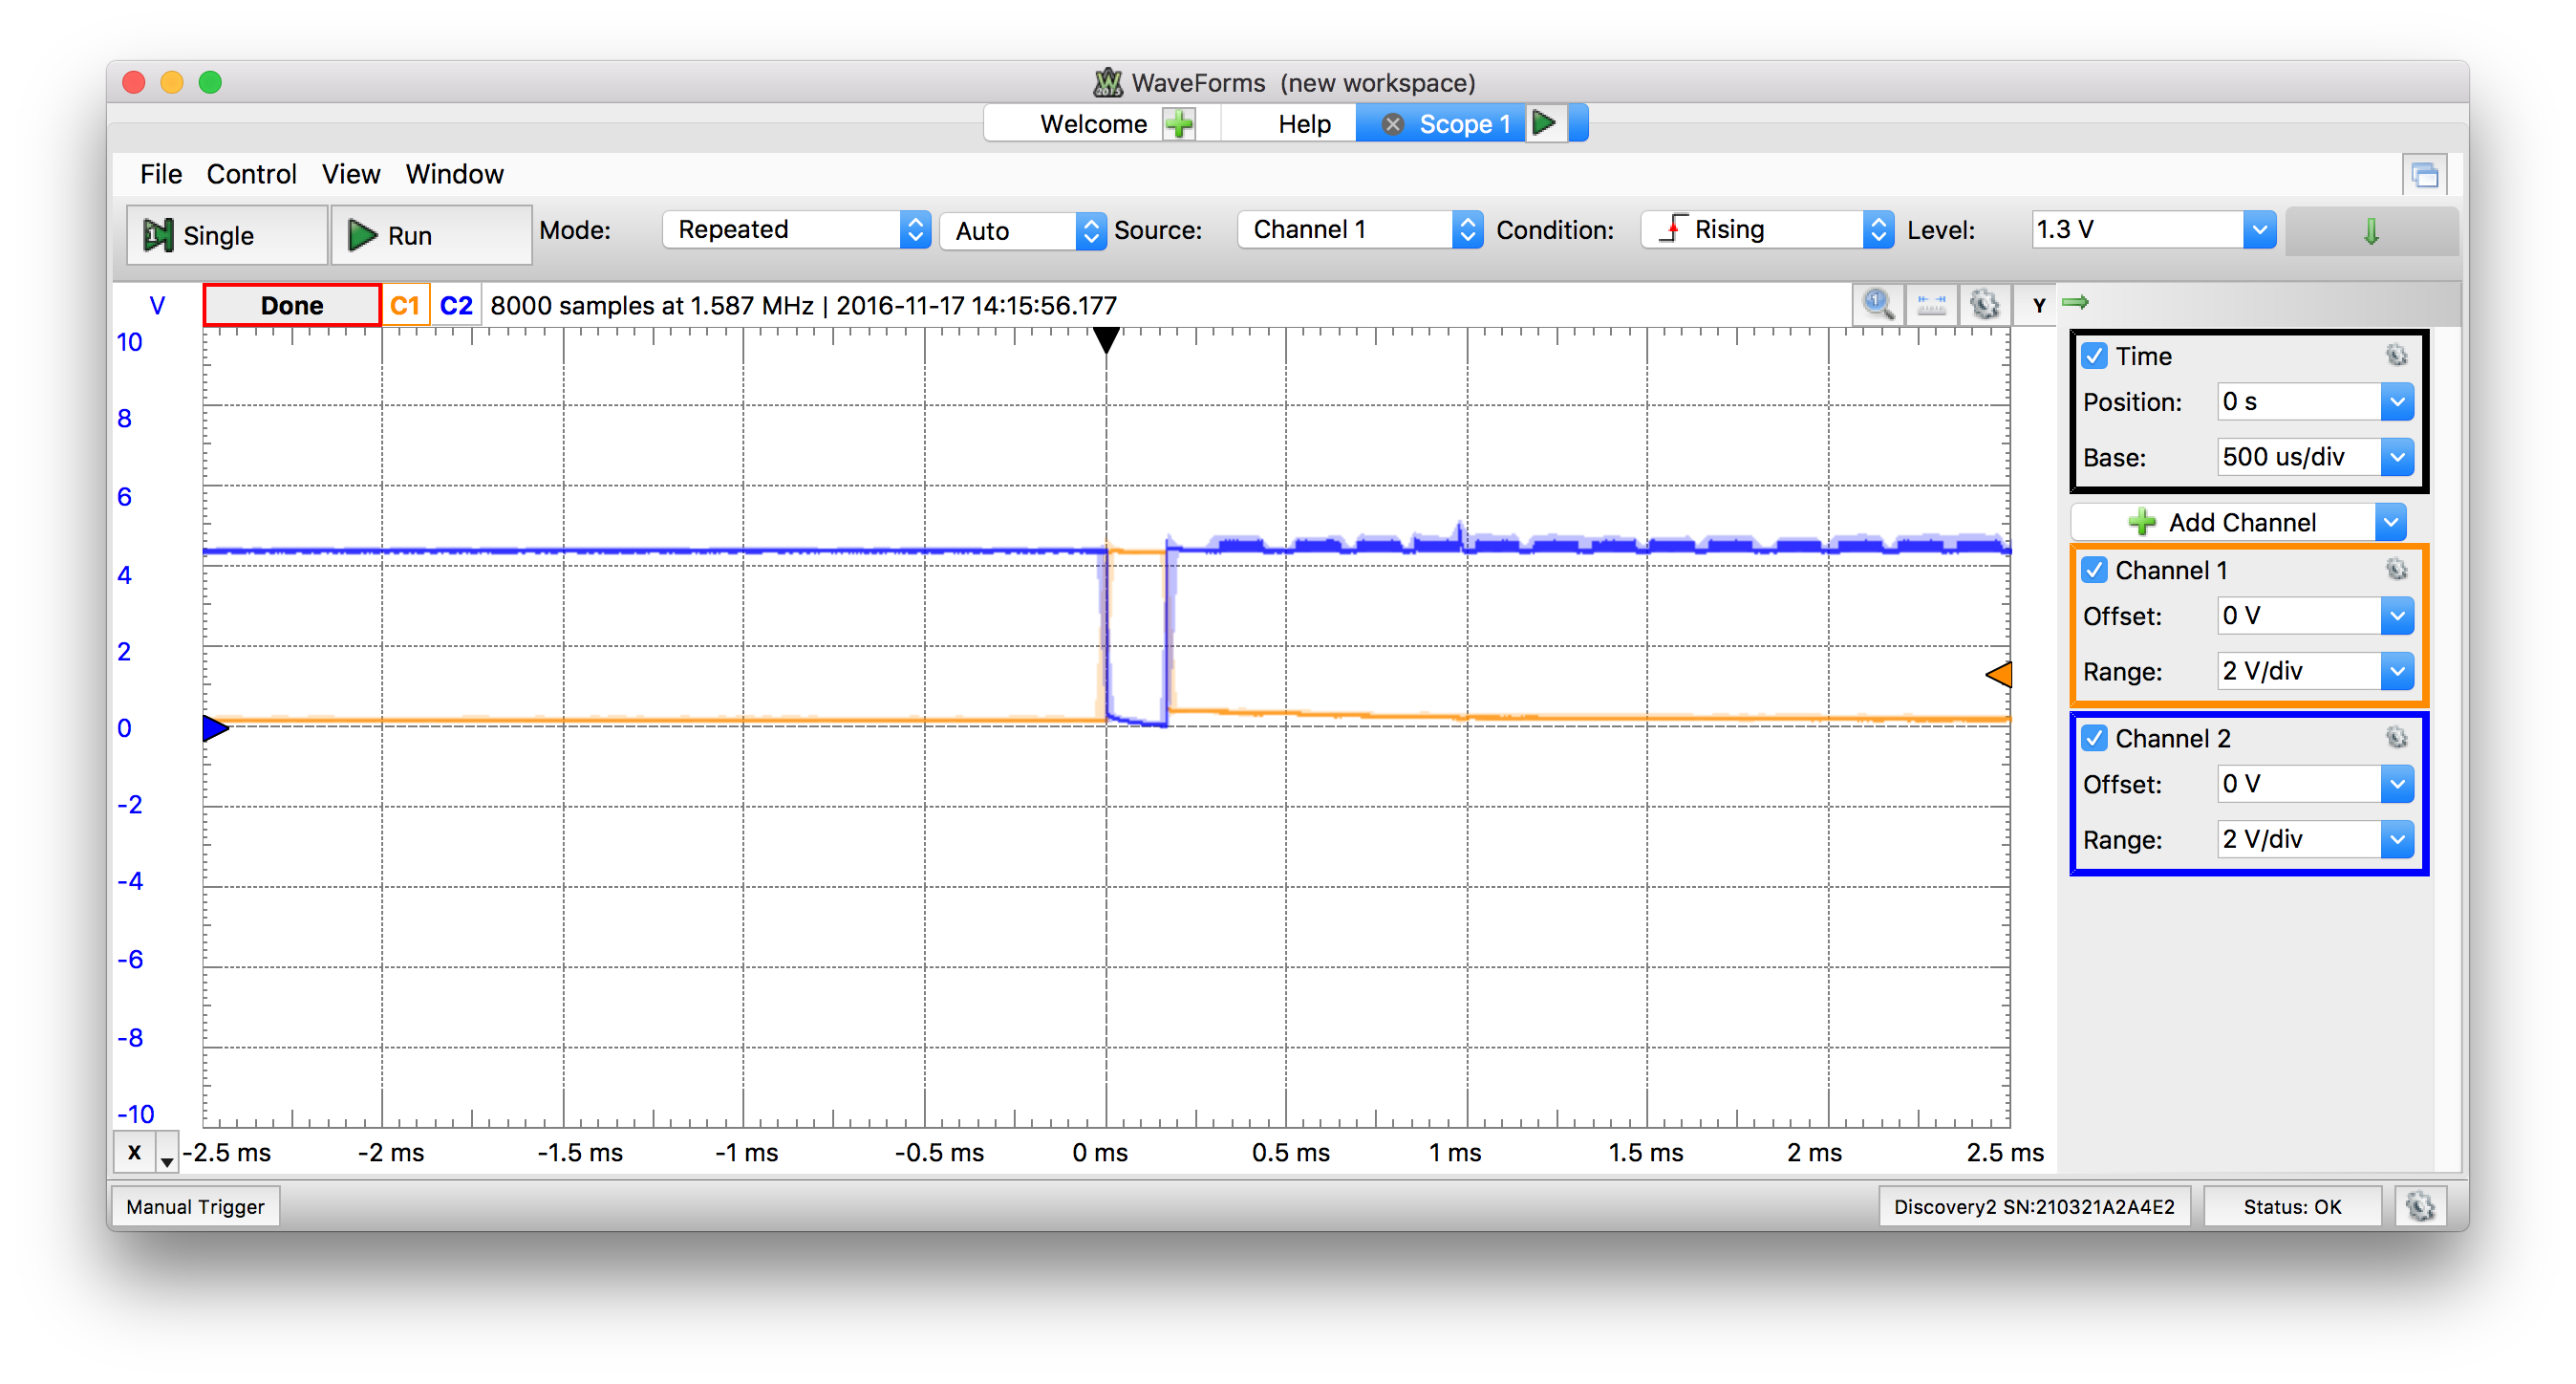 WaveForms (new workspace)
Welcome Help Scope 1
File Control View Window
Single Run Mode: Repeated Auto Source: Channel 1 Condition: Rising Level: 1.3 V
V Done C1 C2 8000 samples at 1.587 MHz | 2016-11-17 14:15:56.177 Y
10
8
6
4
2
0
-2
-4
-6
-8
-10
X -2.5 ms -2 ms -1.5 ms -1 ms -0.5 ms 0 ms 0.5 ms 1 ms 1.5 ms 2 ms 2.5 ms
Time
Position: 0 s
Base: 500 us/div
Add Channel
Channel 1
Offset: 0 V
Range: 2 V/div
Channel 2
Offset: 0 V
Range: 2 V/div
Manual Trigger Discovery2 SN:210321A2A4E2 Status: OK